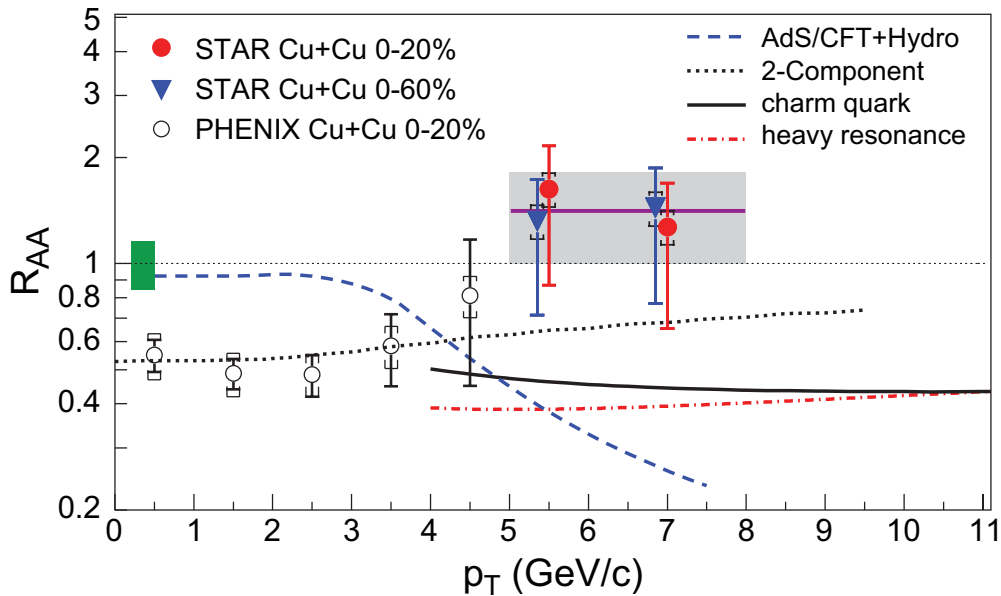 STAR Cu+Cu 0-20%
STAR Cu+Cu 0-60%
PHENIX Cu+Cu 0-20%
AdS/CFT+Hydro
2-Component
charm quark
heavy resonance
R_AA
5
4
3
2
1
0.8
0.6
0.4
0.2
0 1 2 3 4 5 6 7 8 9 10 11
p_T (GeV/c)